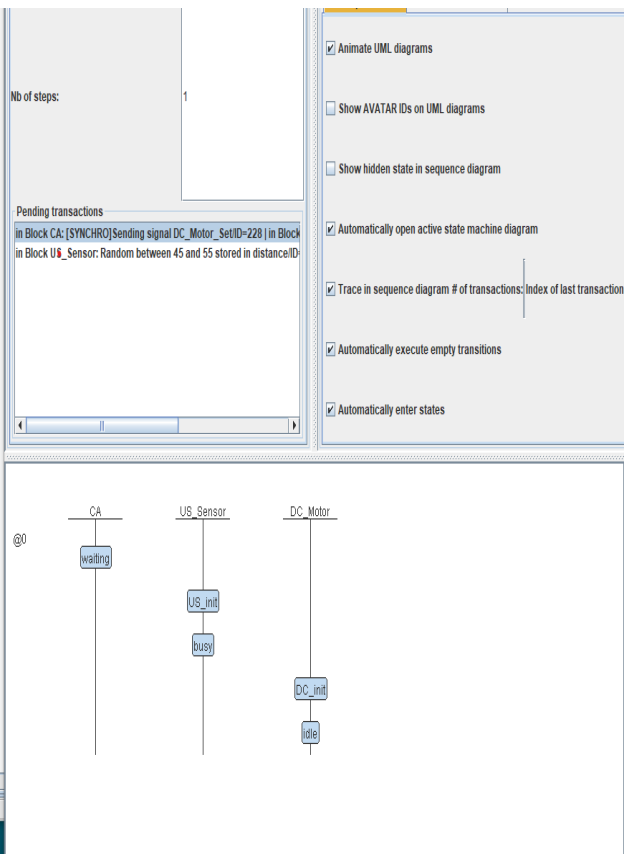 Nb of steps:
1
Pending transactions
in Block CA: [SYNCHRO]Sending signal DC_Motor_Set/ID=228 | in Block
in Block US_Sensor: Random between 45 and 55 stored in distance/ID
Animate UML diagrams
Show AVATAR IDs on UML diagrams
Show hidden state in sequence diagram
Automatically open active state machine diagram
Trace in sequence diagram # of transactions: Index of last transaction
Automatically execute empty transitions
Automatically enter states
CA US_Sensor DC_Motor
@0
waiting
US_init
busy
DC_init
idle